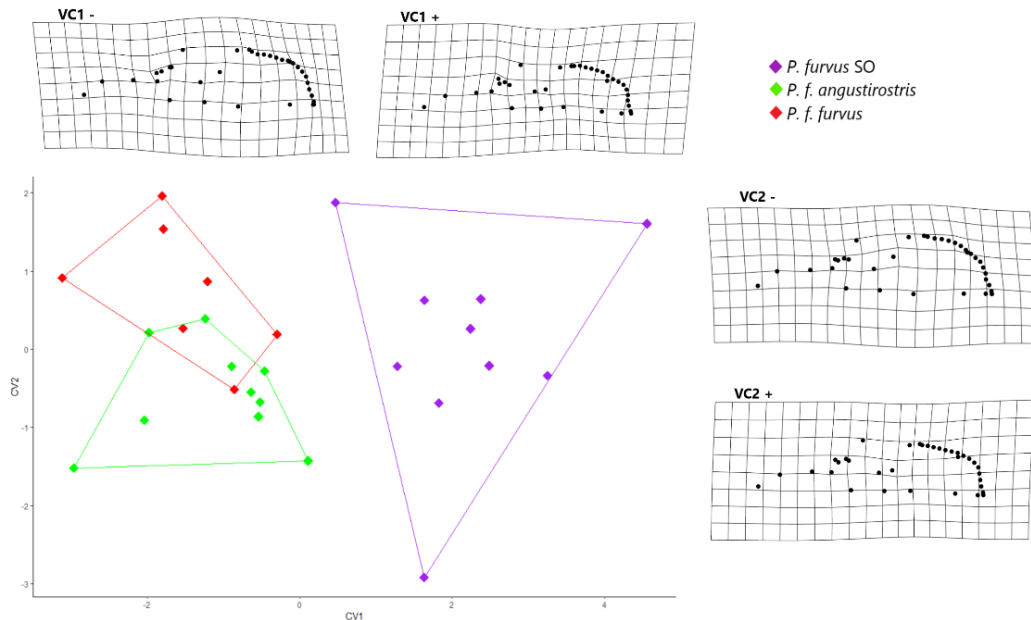 VC1 -
VC1 +
P. furvus SO
P. f. angustirostris
P. f. furvus
VC2 -
VC2 +
2
1
0
-1
-2
-3
CV2
-2
0
2
4
CV1